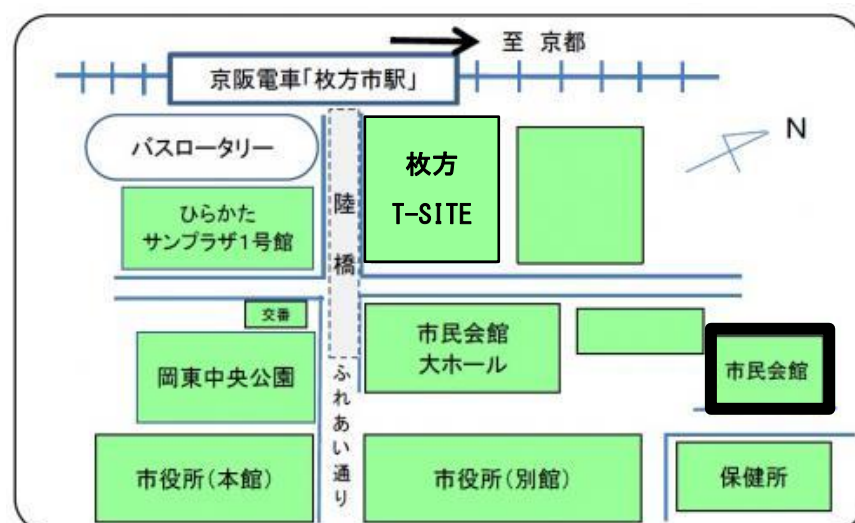 至 京都
京阪電車「枚方市駅」
N
バスロータリー
枚方
T-SITE
ひらかた
サンプラザ1号館
陸橋
交番
市民会館
大ホール
岡東中央公園
市民会館
ふれあい通り
市役所(本館)
市役所(別館)
保健所